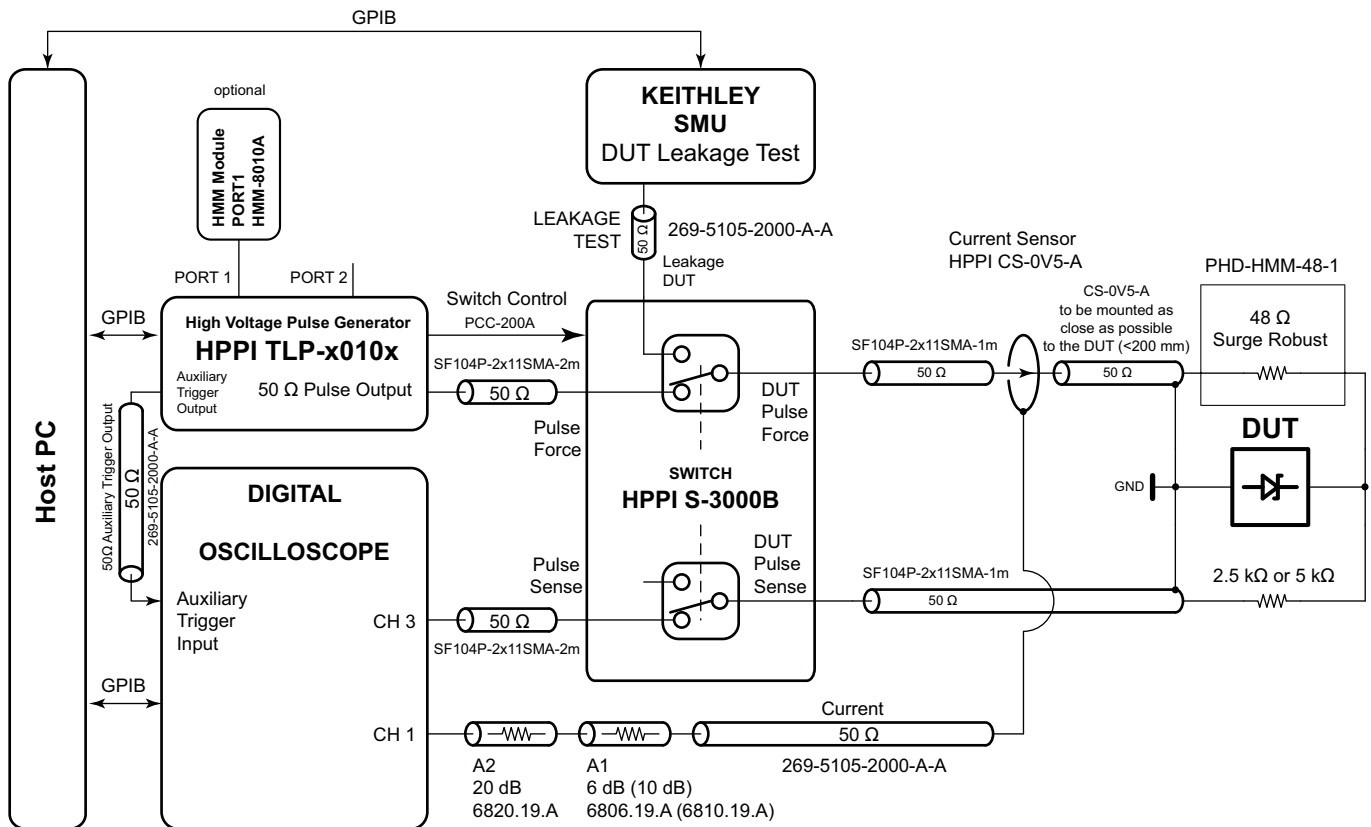 GPIB
Host PC
optional
HMM Module
PORT1
HMM-8010A
PORT 1
PORT 2
GPIB
High Voltage Pulse Generator
HPPI TLP-x010x
Auxiliary
Trigger
Output
50 Ω Pulse Output
Switch Control
PCC-200A
SF104P-2x11SMA-2m
50 Ω
Pulse
Force
50Ω Auxiliary Trigger Output
50 Ω
269-5105-2000-A-A
KEITHLEY
SMU
DUT Leakage Test
LEAKAGE
TEST
50 Ω
269-5105-2000-A-A
Leakage
DUT
DUT
Pulse
Force
SWITCH
HPPI S-3000B
Pulse
Sense
DUT
Pulse
Sense
DIGITAL
OSCILLOSCOPE
Auxiliary
Trigger
Input
CH 3
50 Ω
SF104P-2x11SMA-2m
GPIB
CH 1
A2
20 dB
6820.19.A
A1
6 dB (10 dB)
6806.19.A (6810.19.A)
Current
50 Ω
269-5105-2000-A-A
Current Sensor
HPPI CS-0V5-A
SF104P-2x11SMA-1m
50 Ω
CS-0V5-A
to be mounted as
close as possible
to the DUT (<200 mm)
50 Ω
PHD-HMM-48-1
48 Ω
Surge Robust
DUT
GND
SF104P-2x11SMA-1m
50 Ω
2.5 kΩ or 5 kΩ